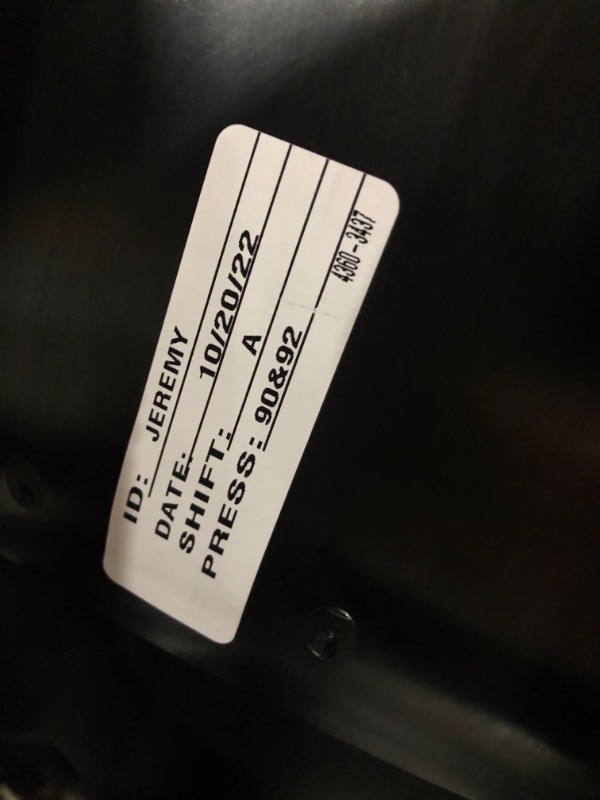 ID: JEREMY
DATE: 10/20/22
SHIFT: A
PRESS: 90&92
4360-3437